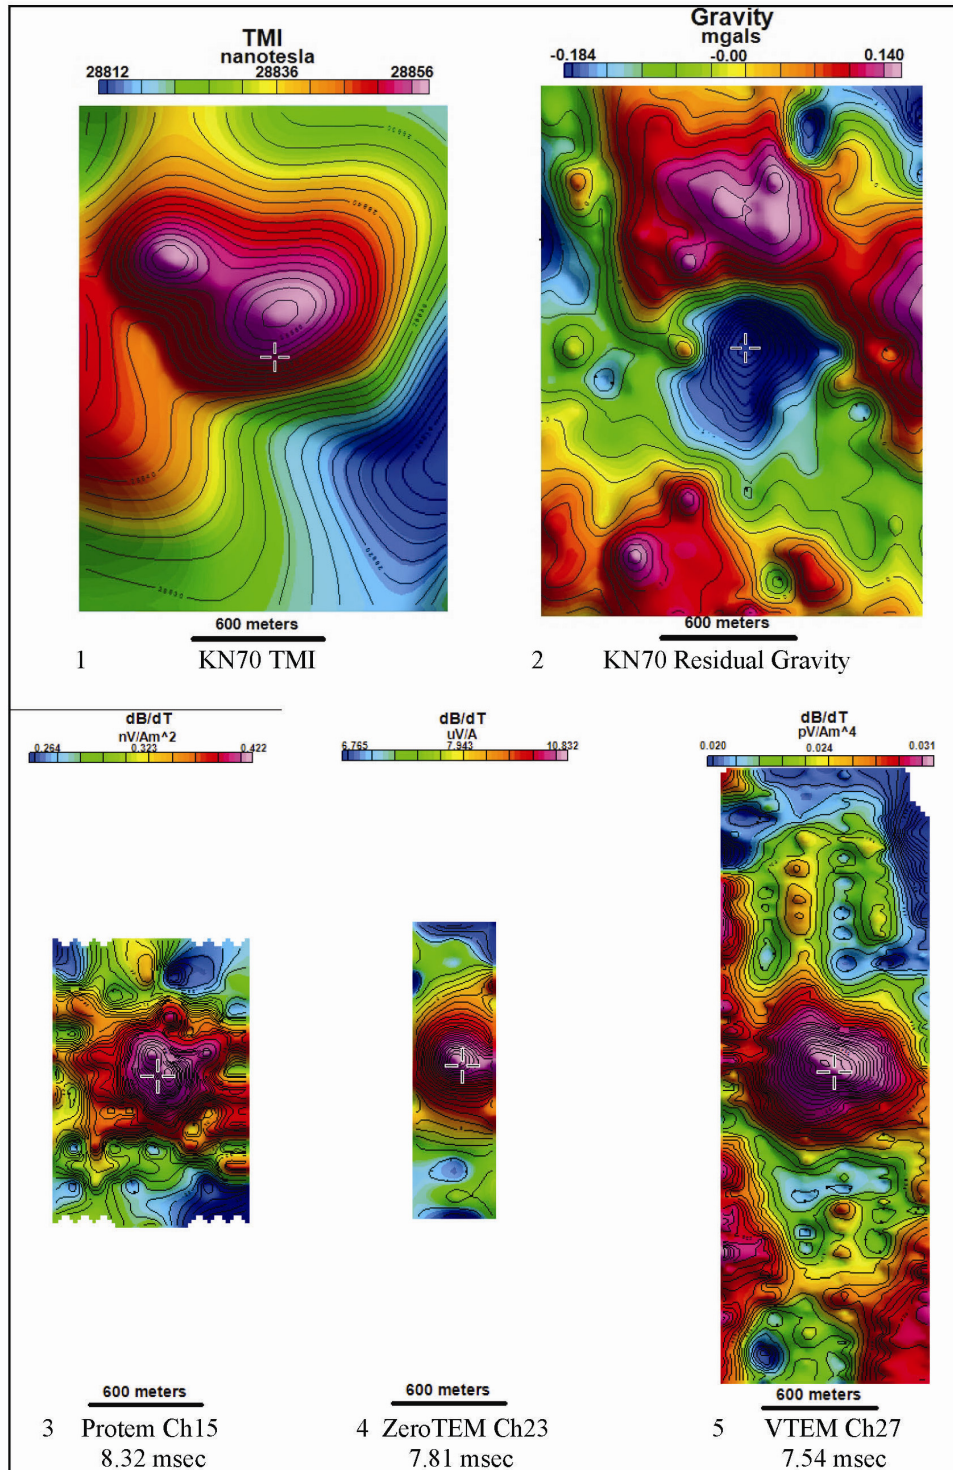 TMI
nanotesla
28812 28836 28856
Gravity
mgals
-0.184 -0.00 0.140
600 meters
1 KN70 TMI
600 meters
2 KN70 Residual Gravity
dB/dT
nV/Am^2
0.264 0.323 0.422
dB/dT
uV/A
6.765 7.943 10.832
dB/dT
pV/Am^4
0.020 0.024 0.031
600 meters
3 Protem Ch15
8.32 msec
600 meters
4 ZeroTEM Ch23
7.81 msec
600 meters
5 VTEM Ch27
7.54 msec